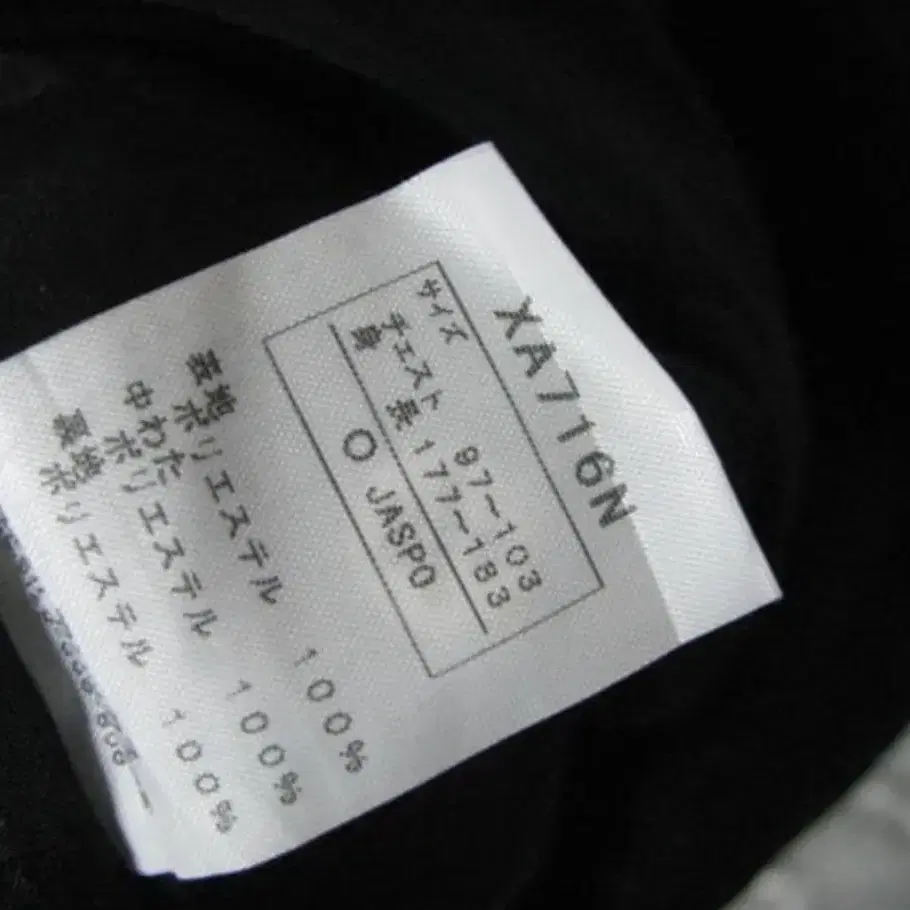 XA716N
サイズ
チェスト 97-103
身長 177-183
O JASPO
表地
ポリエステル 100%
中わた
ポリエステル 100%
裏地
ポリエステル 100%